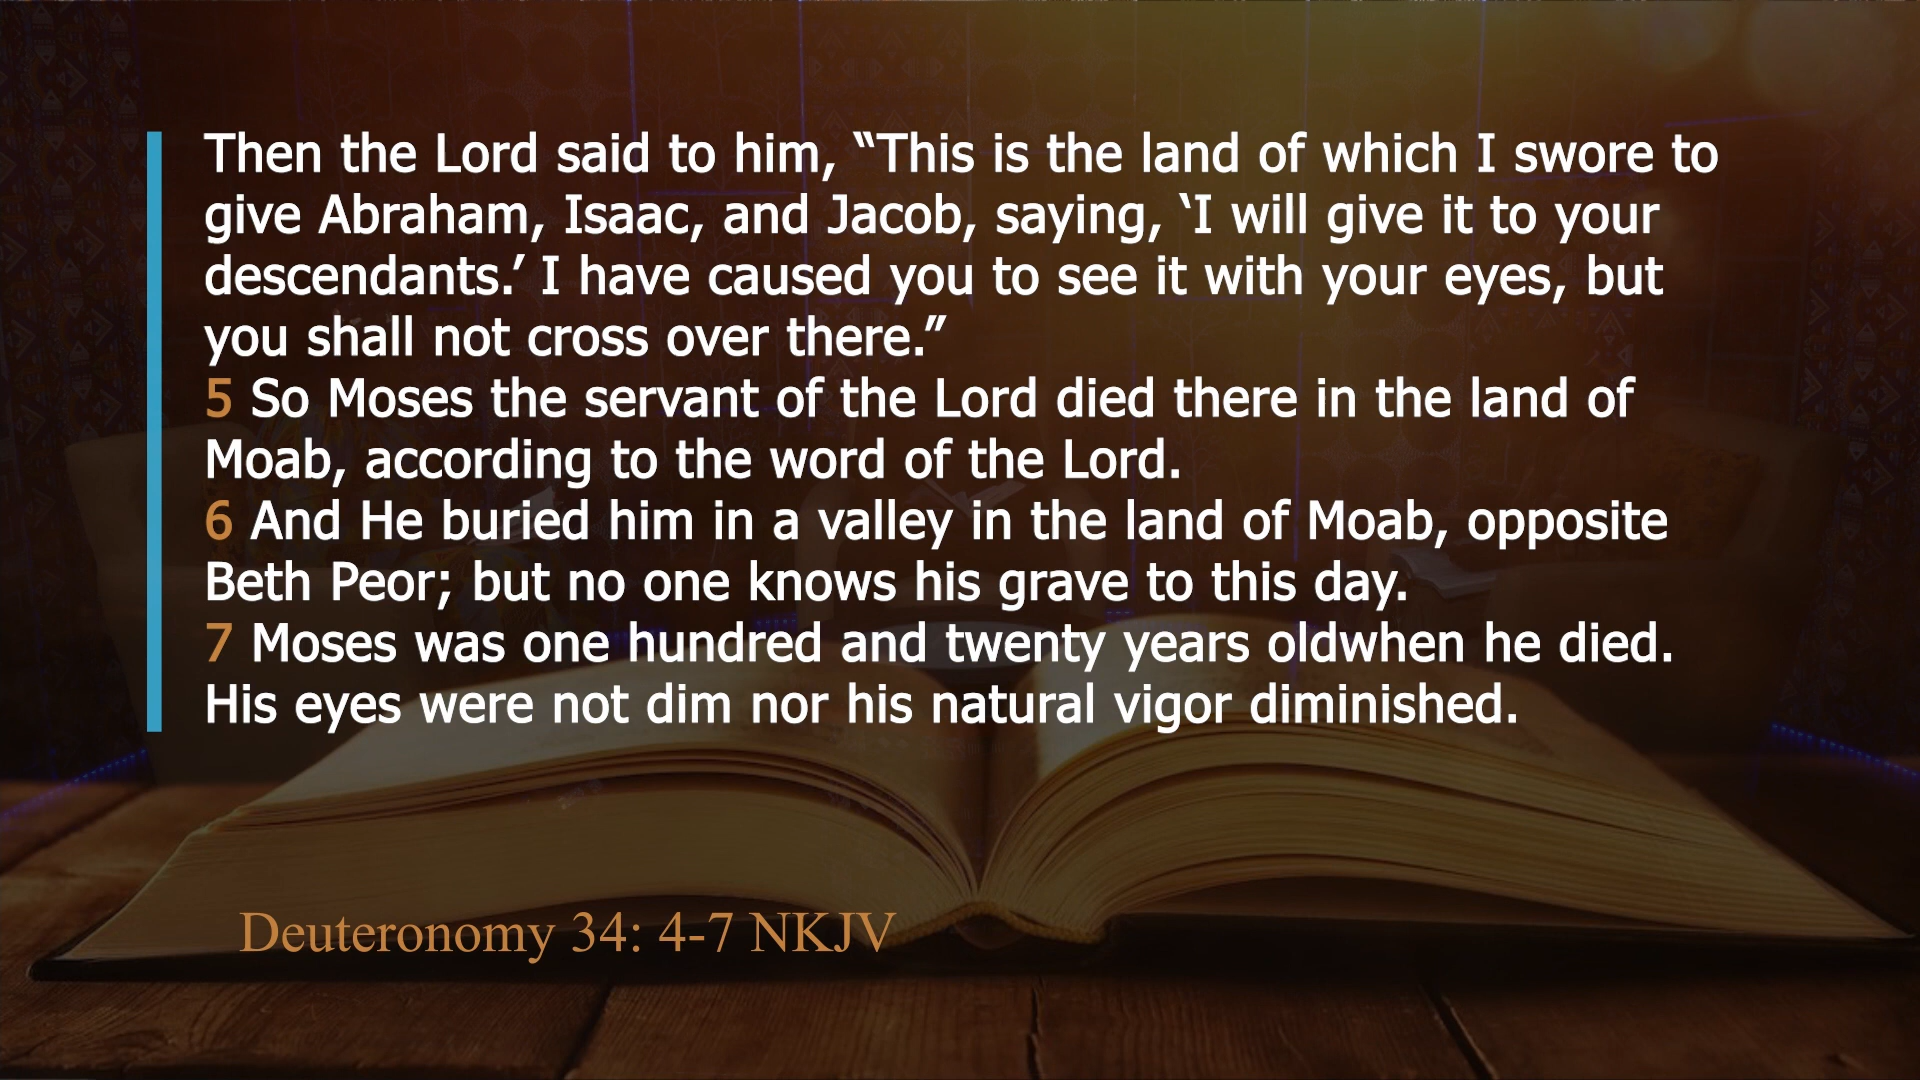 Then the Lord said to him, “This is the land of which I swore to
give Abraham, Isaac, and Jacob, saying, ‘I will give it to your
descendants.’ I have caused you to see it with your eyes, but
you shall not cross over there.”
5 So Moses the servant of the Lord died there in the land of
Moab, according to the word of the Lord.
6 And He buried him in a valley in the land of Moab, opposite
Beth Peor; but no one knows his grave to this day.
7 Moses was one hundred and twenty years oldwhen he died.
His eyes were not dim nor his natural vigor diminished.
Deuteronomy 34: 4-7 NKJV